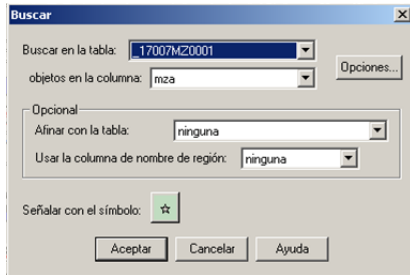 Buscar
Buscar en la tabla: _17007MZ0001
objetos en la columna: mza
Opciones...
Opcional
Afinar con la tabla: ninguna
Usar la columna de nombre de región: ninguna
Señalar con el símbolo:
Aceptar Cancelar Ayuda